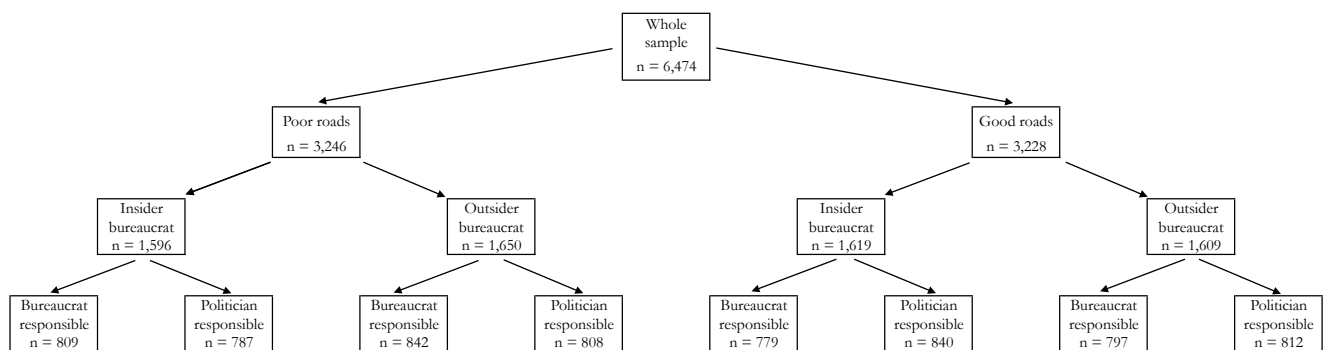 Whole
sample
n = 6,474
Poor roads
n = 3,246
Good roads
n = 3,228
Insider
bureaucrat
n = 1,596
Outsider
bureaucrat
n = 1,650
Insider
bureaucrat
n = 1,619
Outsider
bureaucrat
n = 1,609
Bureaucrat
responsible
n = 809
Politician
responsible
n = 787
Bureaucrat
responsible
n = 842
Politician
responsible
n = 808
Bureaucrat
responsible
n = 779
Politician
responsible
n = 840
Bureaucrat
responsible
n = 797
Politician
responsible
n = 812